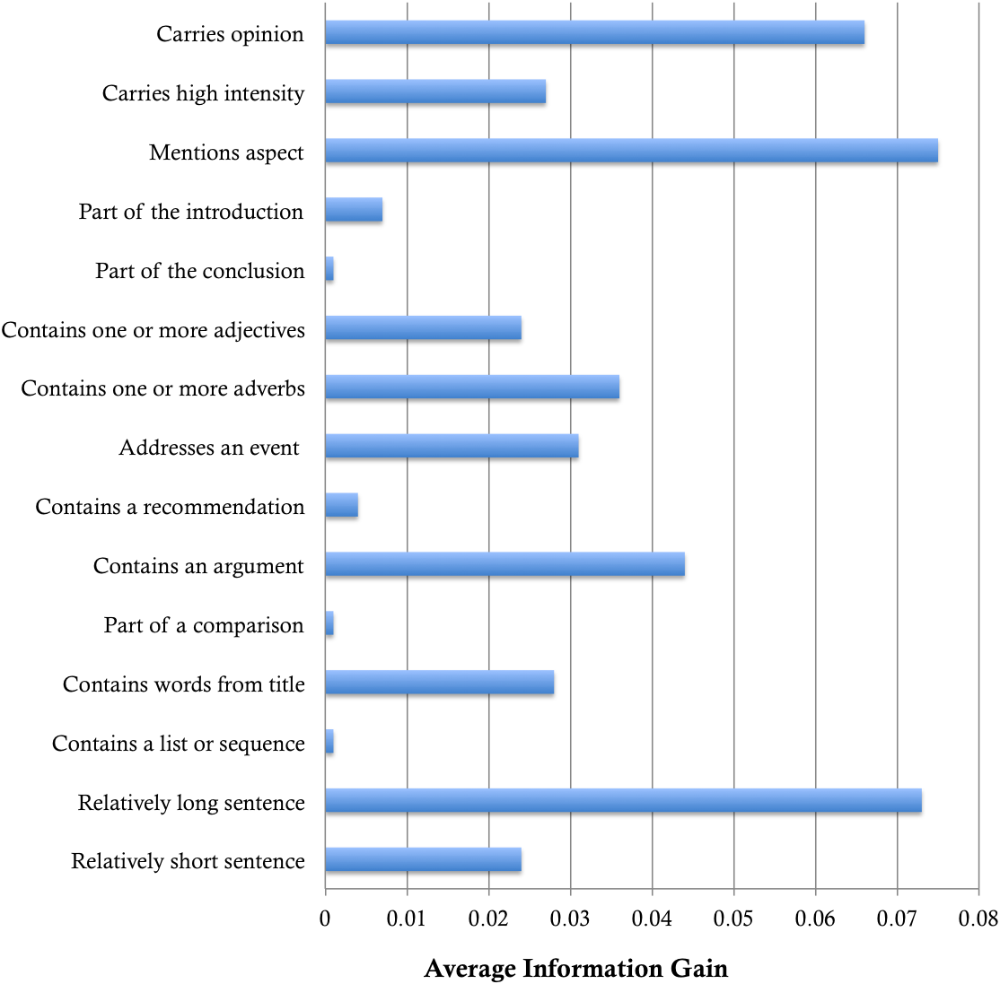 Carries opinion
Carries high intensity
Mentions aspect
Part of the introduction
Part of the conclusion
Contains one or more adjectives
Contains one or more adverbs
Addresses an event
Contains a recommendation
Contains an argument
Part of a comparison
Contains words from title
Contains a list or sequence
Relatively long sentence
Relatively short sentence
0 0.01 0.02 0.03 0.04 0.05 0.06 0.07 0.08
Average Information Gain